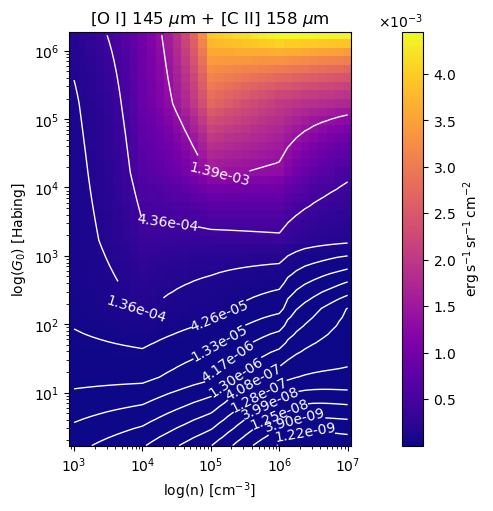 [O I] 145 μm + [C II] 158 μm
×10⁻³
10⁶
10⁵
10⁴
10³
10²
10¹
log(G₀) [Habing]
1.39e-03
4.36e-04
1.36e-04
4.26e-05
1.33e-05
4.17e-06
1.30e-06
4.08e-07
1.28e-07
3.99e-08
1.25e-08
3.90e-09
1.22e-09
10³ 10⁴ 10⁵ 10⁶ 10⁷
log(n) [cm⁻³]
4.0
3.5
3.0
2.5
2.0
1.5
1.0
0.5
erg s⁻¹ sr⁻¹ cm⁻²